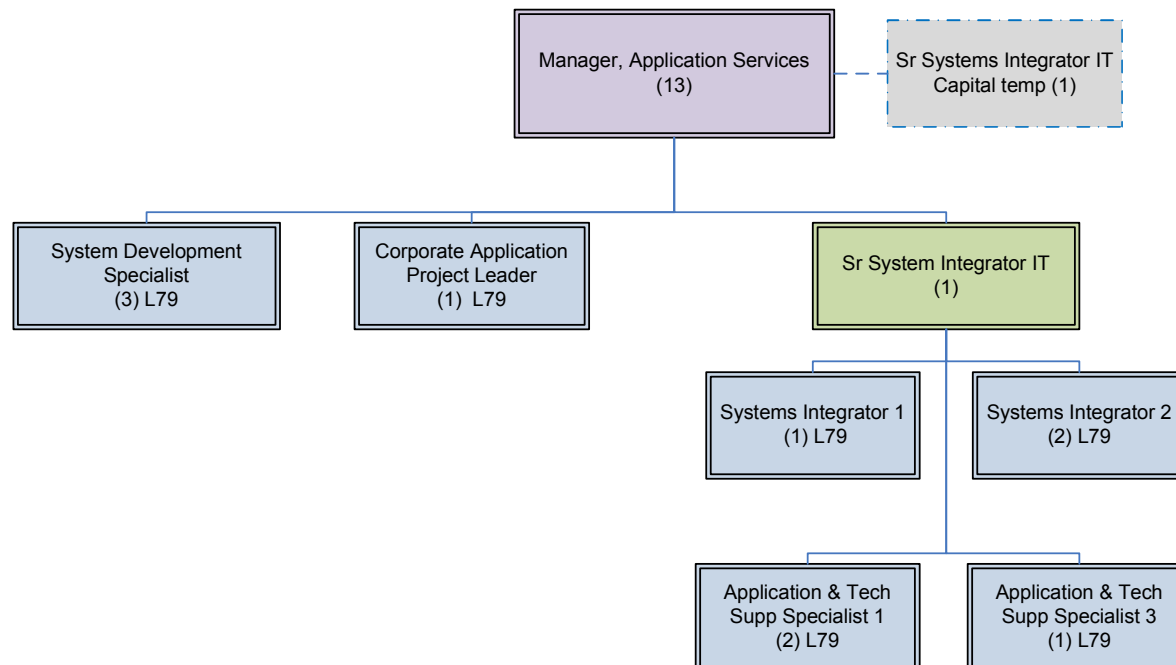 Manager, Application Services
(13)
Sr Systems Integrator IT
Capital temp (1)
System Development
Specialist
(3) L79
Corporate Application
Project Leader
(1) L79
Sr System Integrator IT
(1)
Systems Integrator 1
(1) L79
Systems Integrator 2
(2) L79
Application & Tech
Supp Specialist 1
(2) L79
Application & Tech
Supp Specialist 3
(1) L79